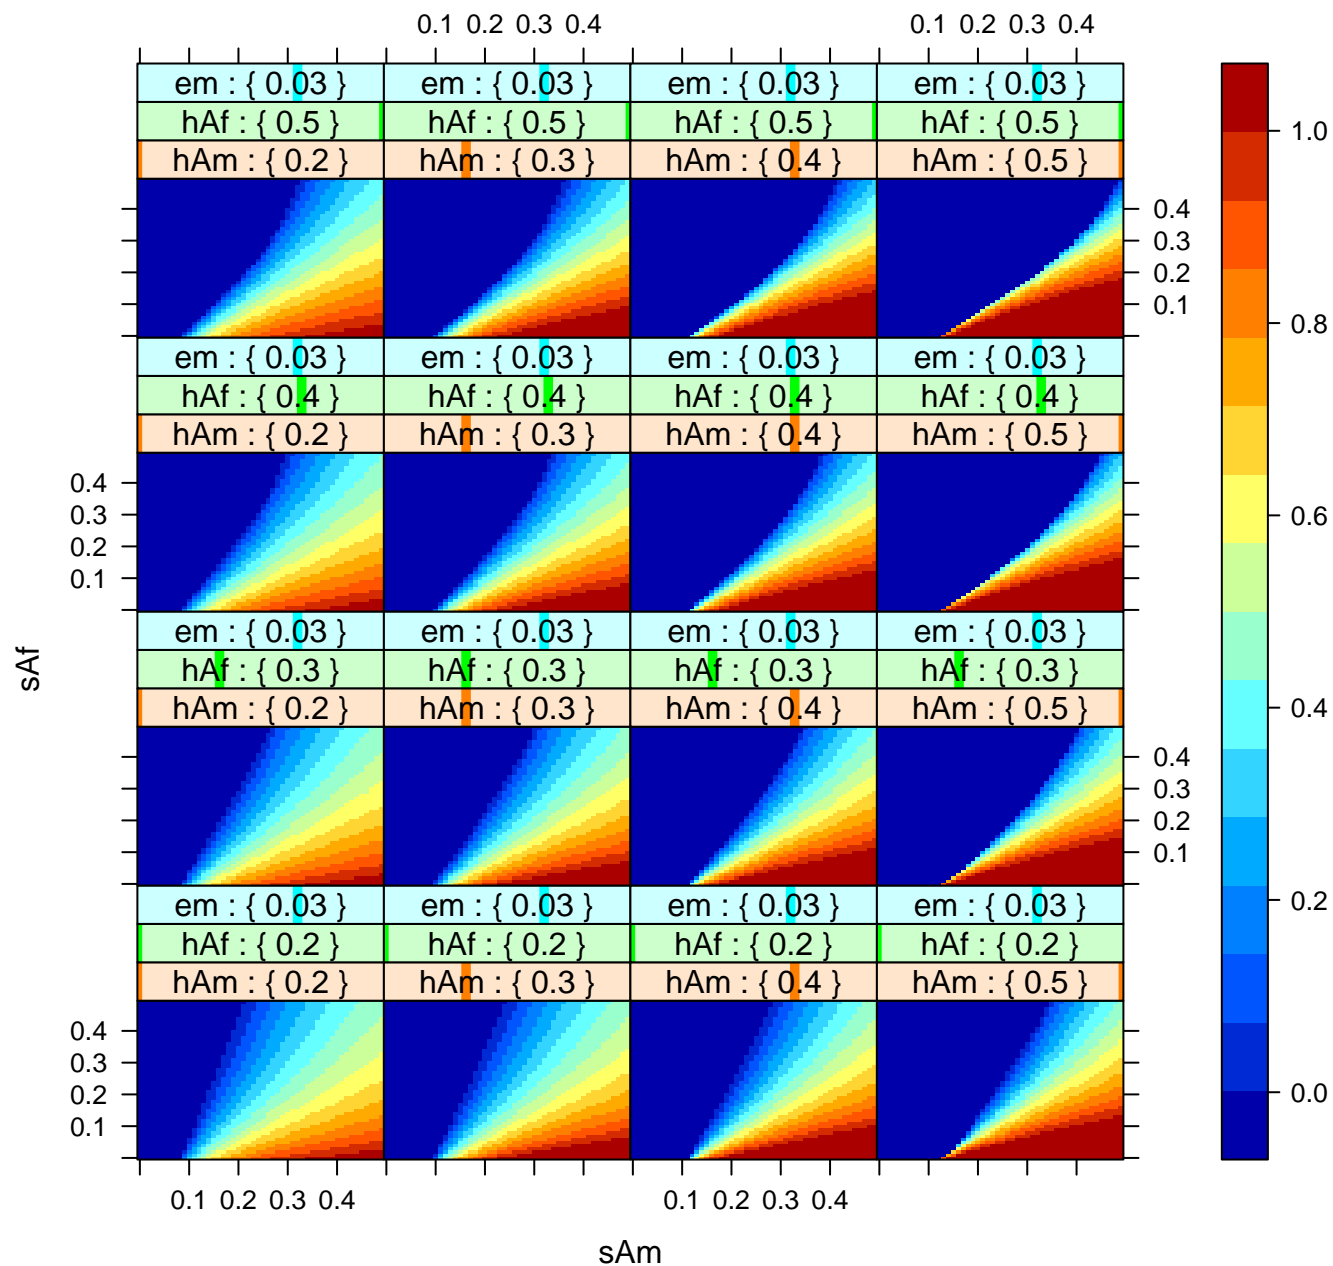 0.1 0.2 0.3 0.4 0.1 0.2 0.3 0.4
em : { 0.03 } em : { 0.03 } em : { 0.03 } em : { 0.03 }
hAf : { 0.5 } hAf : { 0.5 } hAf : { 0.5 } hAf : { 0.5 }
hAm : { 0.2 } hAm : { 0.3 } hAm : { 0.4 } hAm : { 0.5 }
0.4
0.3
0.2
0.1
em : { 0.03 } em : { 0.03 } em : { 0.03 } em : { 0.03 }
hAf : { 0.4 } hAf : { 0.4 } hAf : { 0.4 } hAf : { 0.4 }
hAm : { 0.2 } hAm : { 0.3 } hAm : { 0.4 } hAm : { 0.5 }
0.4
0.3
0.2
0.1
em : { 0.03 } em : { 0.03 } em : { 0.03 } em : { 0.03 }
hAf : { 0.3 } hAf : { 0.3 } hAf : { 0.3 } hAf : { 0.3 }
hAm : { 0.2 } hAm : { 0.3 } hAm : { 0.4 } hAm : { 0.5 }
0.4
0.3
0.2
0.1
em : { 0.03 } em : { 0.03 } em : { 0.03 } em : { 0.03 }
hAf : { 0.2 } hAf : { 0.2 } hAf : { 0.2 } hAf : { 0.2 }
hAm : { 0.2 } hAm : { 0.3 } hAm : { 0.4 } hAm : { 0.5 }
0.4
0.3
0.2
0.1
0.1 0.2 0.3 0.4 0.1 0.2 0.3 0.4
sAm
sAf
1.0
0.8
0.6
0.4
0.2
0.0